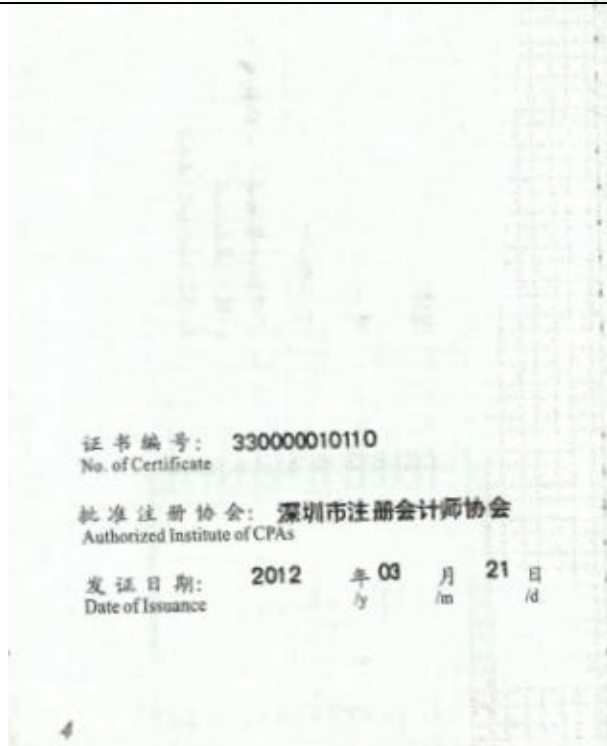 证书编号: 330000010110
No. of Certificate
批准注册协会: 深圳市注册会计师协会
Authorized Institute of CPAs
发证日期: 2012 年 03 月 21 日
Date of Issuance /y /m /d
4